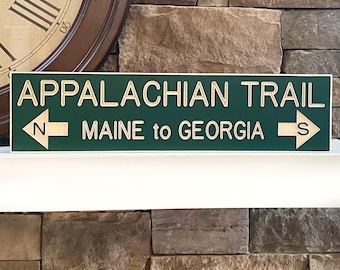 APPALACHIAN TRAIL
N MAINE to GEORGIA S